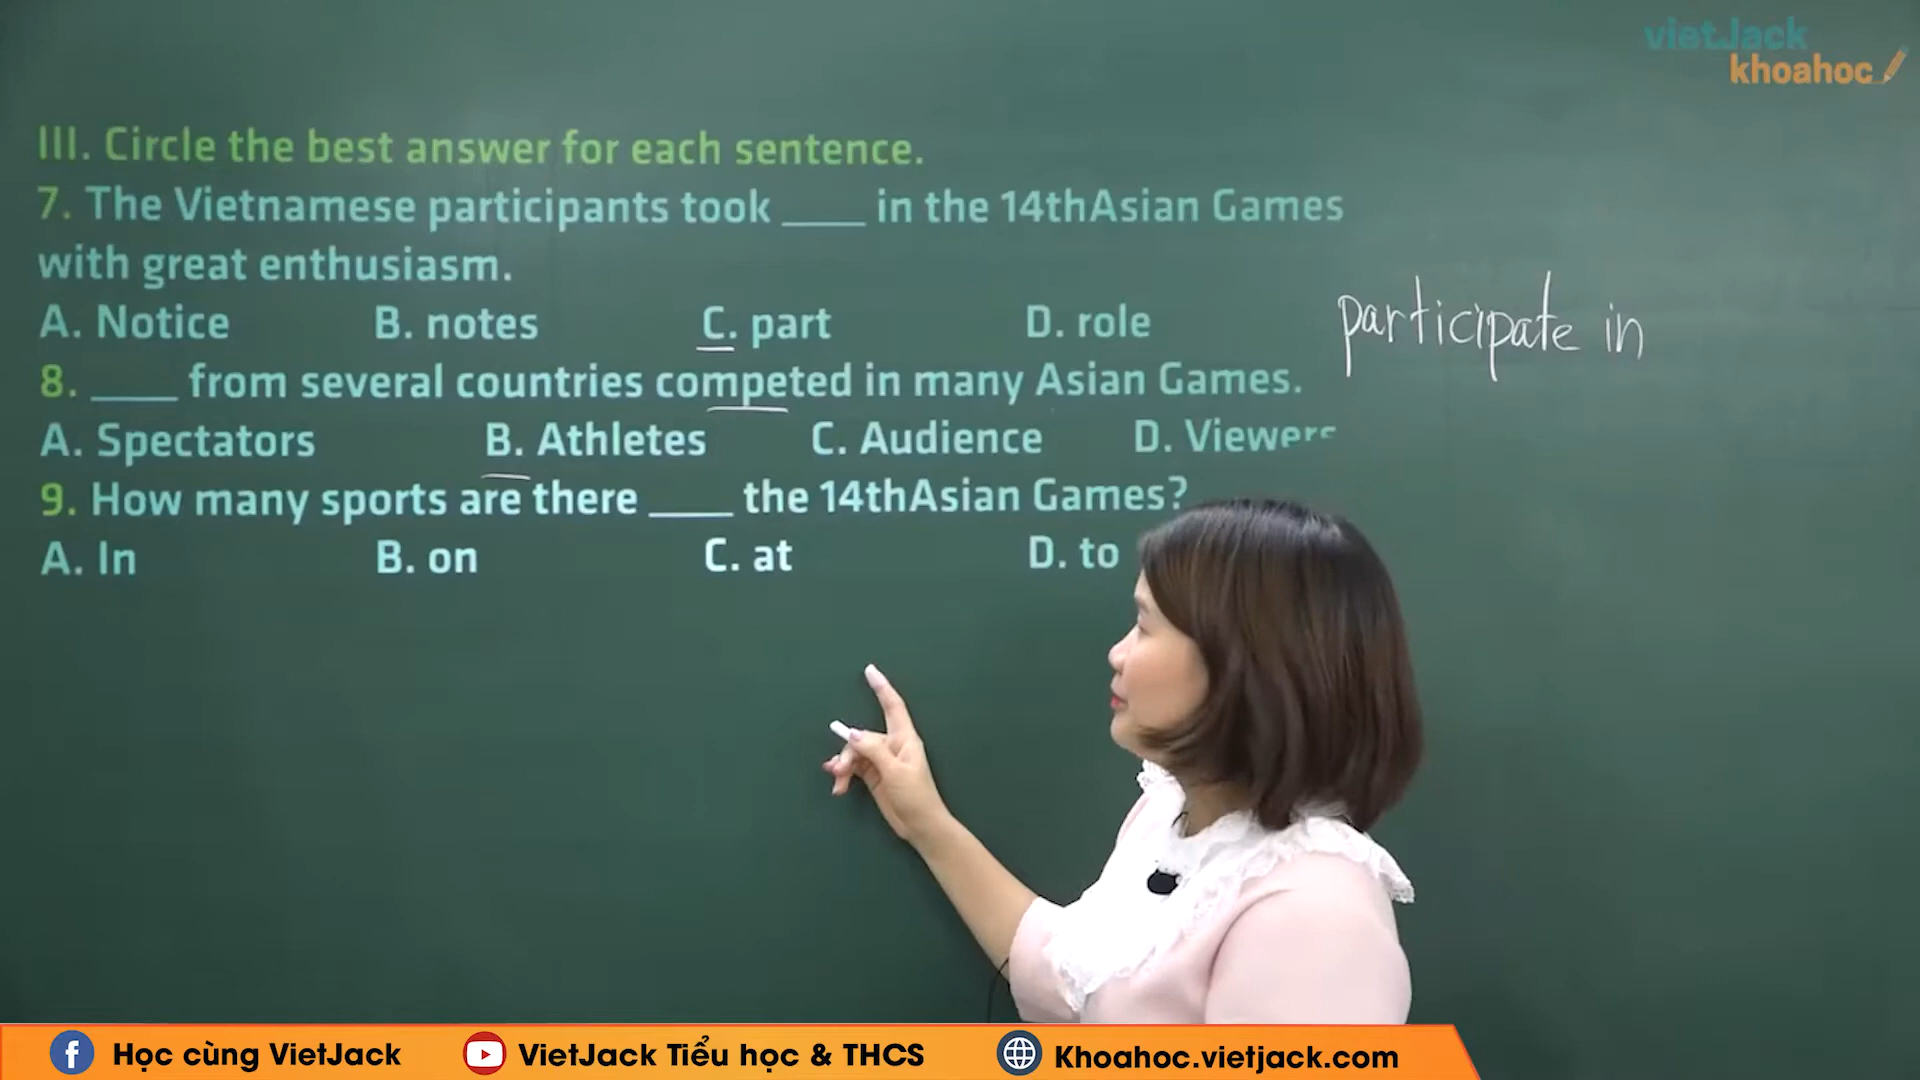 vietJack
khoahoc
III. Circle the best answer for each sentence.
7. The Vietnamese participants took ____ in the 14thAsian Games
with great enthusiasm.
A. Notice B. notes C. part D. role
participate in
8. ____ from several countries competed in many Asian Games.
A. Spectators B. Athletes C. Audience D. Viewers
9. How many sports are there ____ the 14thAsian Games?
A. In B. on C. at D. to
Học cùng VietJack VietJack Tiểu học & THCS Khoahoc.vietjack.com